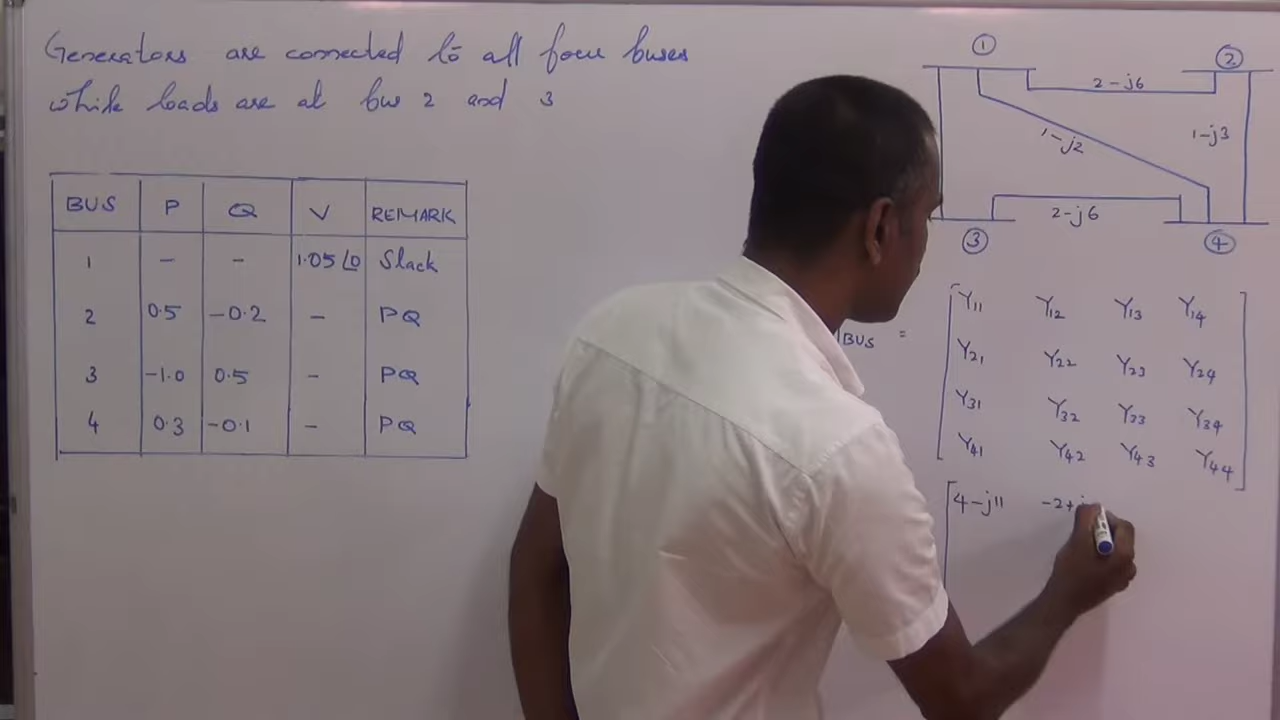 Generators are connected to all four buses
while loads are at bus 2 and 3
BUS P Q V REMARK
1 - - 1.05∠0 Slack
2 0.5 -0.2 - PQ
3 -1.0 0.5 - PQ
4 0.3 -0.1 - PQ
① ②
2-j6
1-j2 1-j3
2-j6
③ ④
BUS =
Y11 Y12 Y13 Y14
Y21 Y22 Y23 Y24
Y31 Y32 Y33 Y34
Y41 Y42 Y43 Y44
4-j11 -2+j